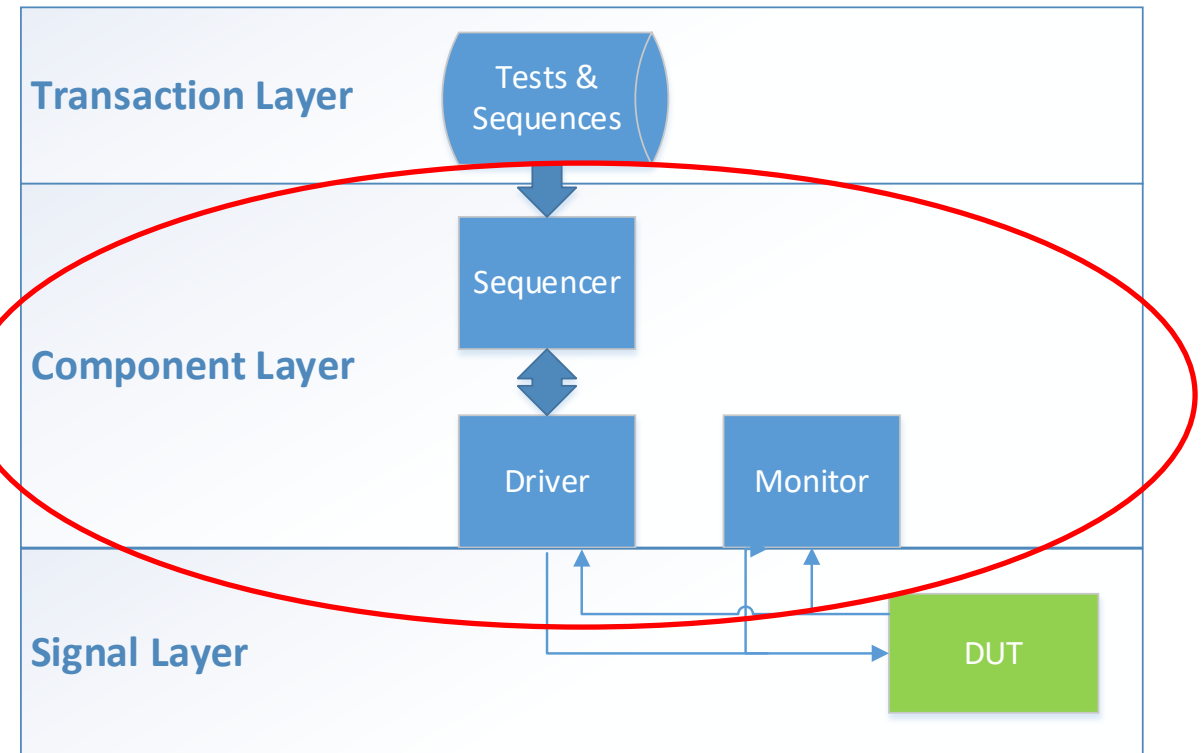 Transaction Layer
Tests &
Sequences
Sequencer
Component Layer
Driver
Monitor
Signal Layer
DUT